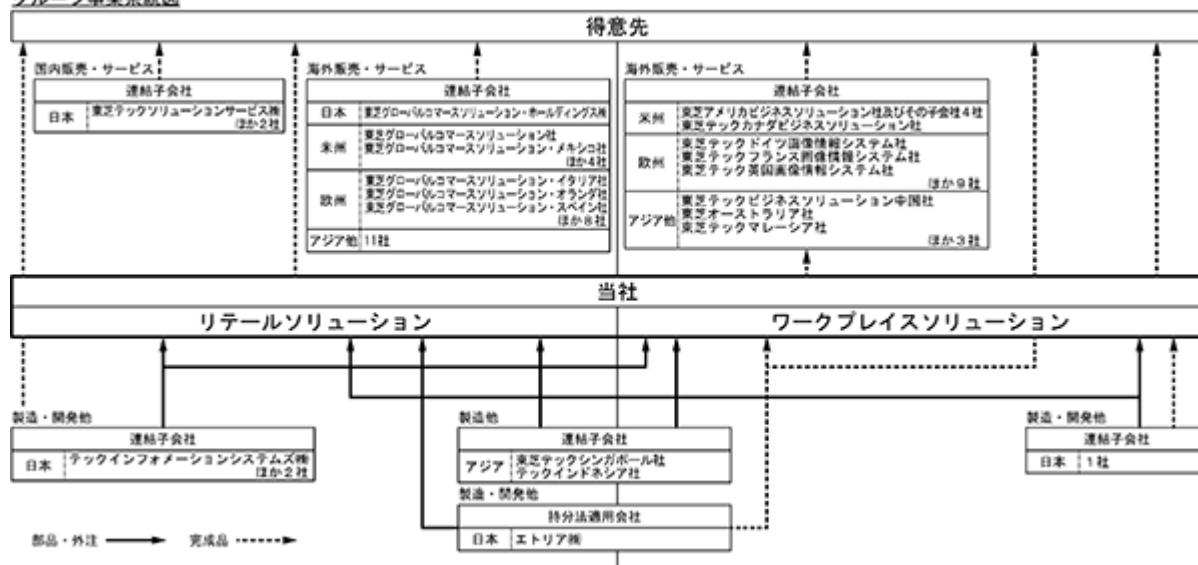 グループ事業系統図
得意先
国内販売・サービス
連結子会社
日本
東芝テックソリューションサービス㈱
ほか2社
海外販売・サービス
連結子会社
日本
東芝グローバルコマースソリューション・ホールディングス㈱
米州
東芝グローバルコマースソリューション社
東芝グローバルコマースソリューション・メキシコ社
ほか4社
欧州
東芝グローバルコマースソリューション・イタリア社
東芝グローバルコマースソリューション・オランダ社
東芝グローバルコマースソリューション・スペイン社
ほか8社
アジア他
11社
海外販売・サービス
連結子会社
米州
東芝アメリカビジネスソリューション社及びその子会社4社
東芝テックカナダビジネスソリューション社
欧州
東芝テックドイツ画像情報システム社
東芝テックフランス画像情報システム社
東芝テック英国画像情報システム社
ほか9社
アジア他
東芝テックビジネスソリューション中国社
東芝オーストラリア社
東芝テックマレーシア社
ほか3社
当社
リテールソリューション
ワークプレイスソリューション
製造・開発他
連結子会社
日本
テックインフォメーションシステムズ㈱
ほか2社
製造他
連結子会社
アジア
東芝テックシンガポール社
テックインドネシア社
製造・開発他
持分法適用会社
日本
エトリア㈱
製造・開発他
連結子会社
日本
1社
部品・外注
完成品